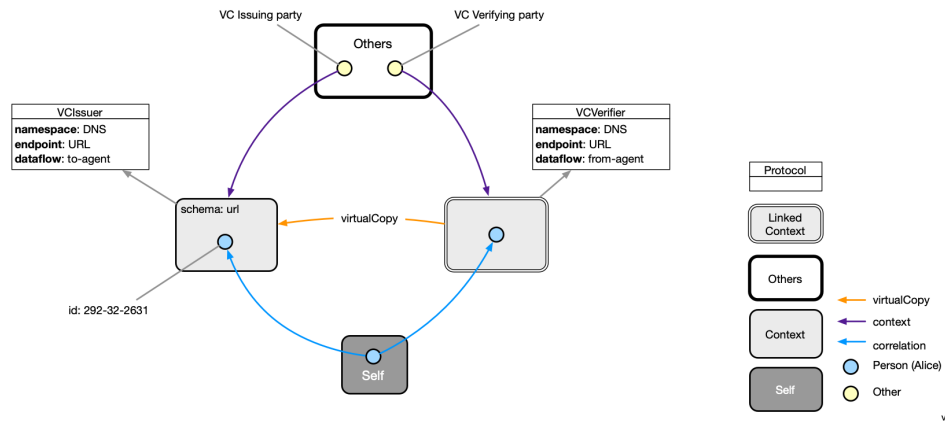 VC Issuing party
VC Verifying party
Others
VCIssuer
namespace: DNS
endpoint: URL
dataflow: to-agent
VCVerifier
namespace: DNS
endpoint: URL
dataflow: from-agent
schema: url
virtualCopy
id: 292-32-2631
Self
Protocol
Linked
Context
Others
Context
Self
virtualCopy
context
correlation
Person (Alice)
Other
v